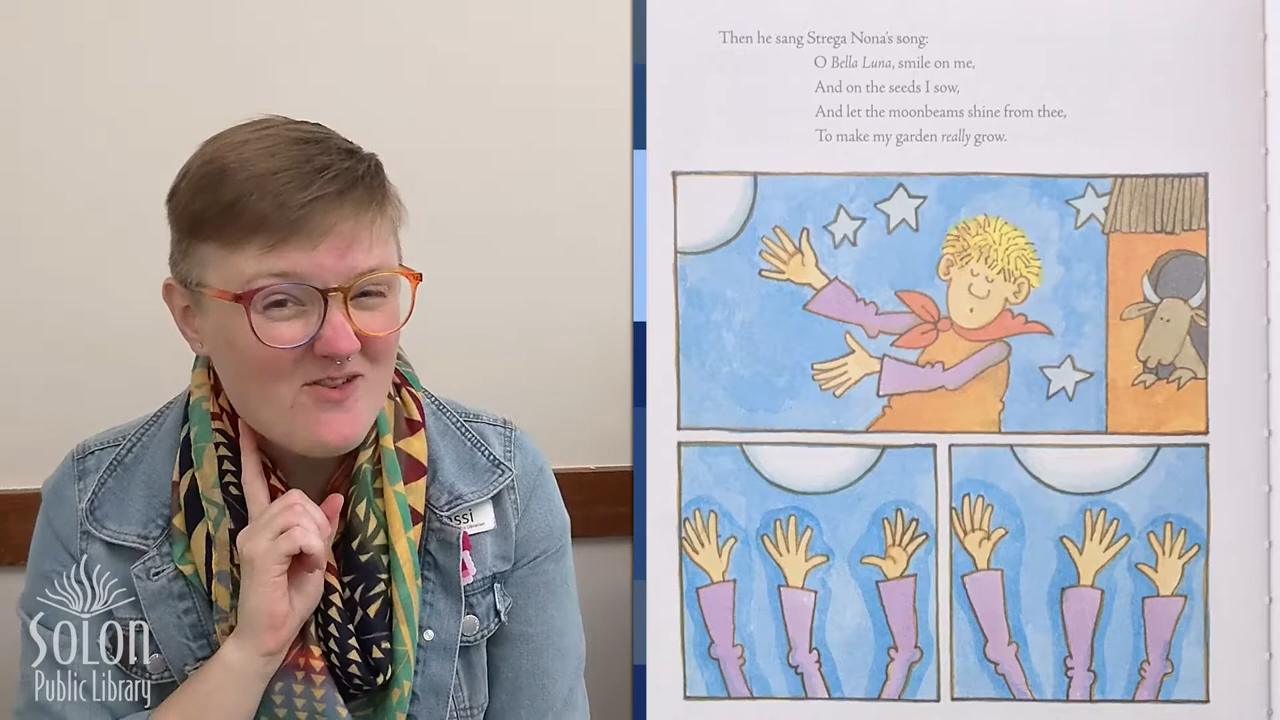 Then he sang Strega Nona's song:
O Bella Luna, smile on me,
And on the seeds I sow,
And let the moonbeams shine from thee,
To make my garden really grow.
SOLON
Public Library